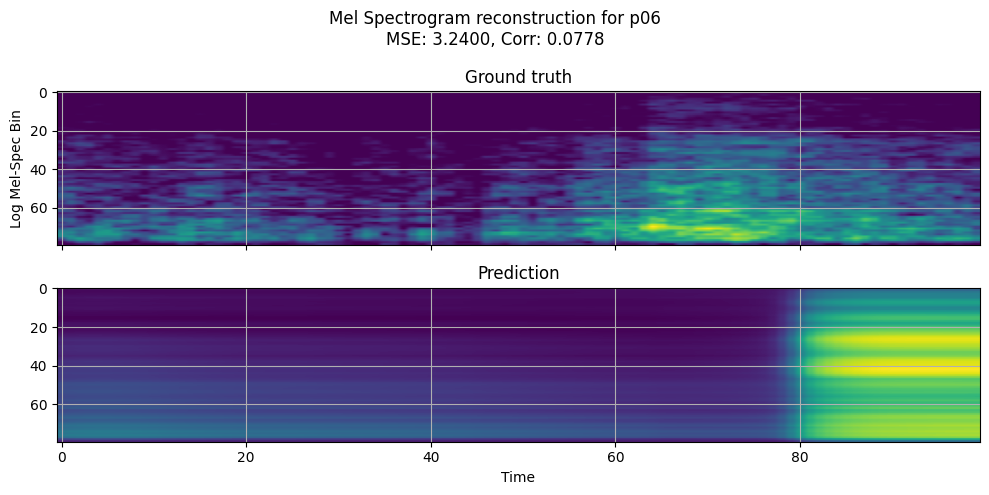 Mel Spectrogram reconstruction for p06
MSE: 3.2400, Corr: 0.0778
Ground truth
Log Mel-Spec Bin
0
20
40
60
Prediction
0
20
40
60
0 20 40 60 80
Time